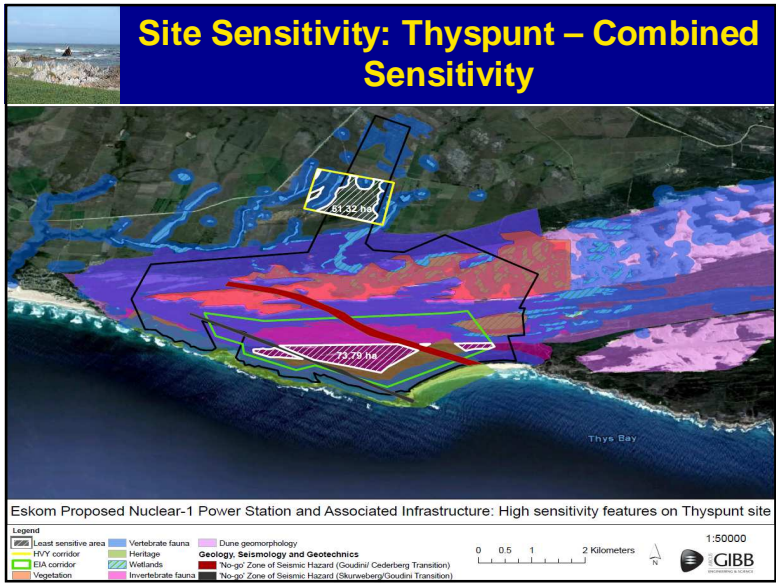 Site Sensitivity: Thyspunt – Combined
Sensitivity
61.32 ha
73.79 ha
Thys Bay
Eskom Proposed Nuclear-1 Power Station and Associated Infrastructure: High sensitivity features on Thyspunt site
Legend
Least sensitive area
HVY corridor
EIA corridor
Vegetation
Vertebrate fauna
Heritage
Wetlands
Invertebrate fauna
Dune geomorphology
Geology, Seismology and Geotechnics
'No-go' Zone of Seismic Hazard (Goudini/ Cederberg Transition)
'No-go' Zone of Seismic Hazard (Skurweberg/Goudini Transition)
0 0.5 1 2 Kilometers
N
1:50000
GIBB